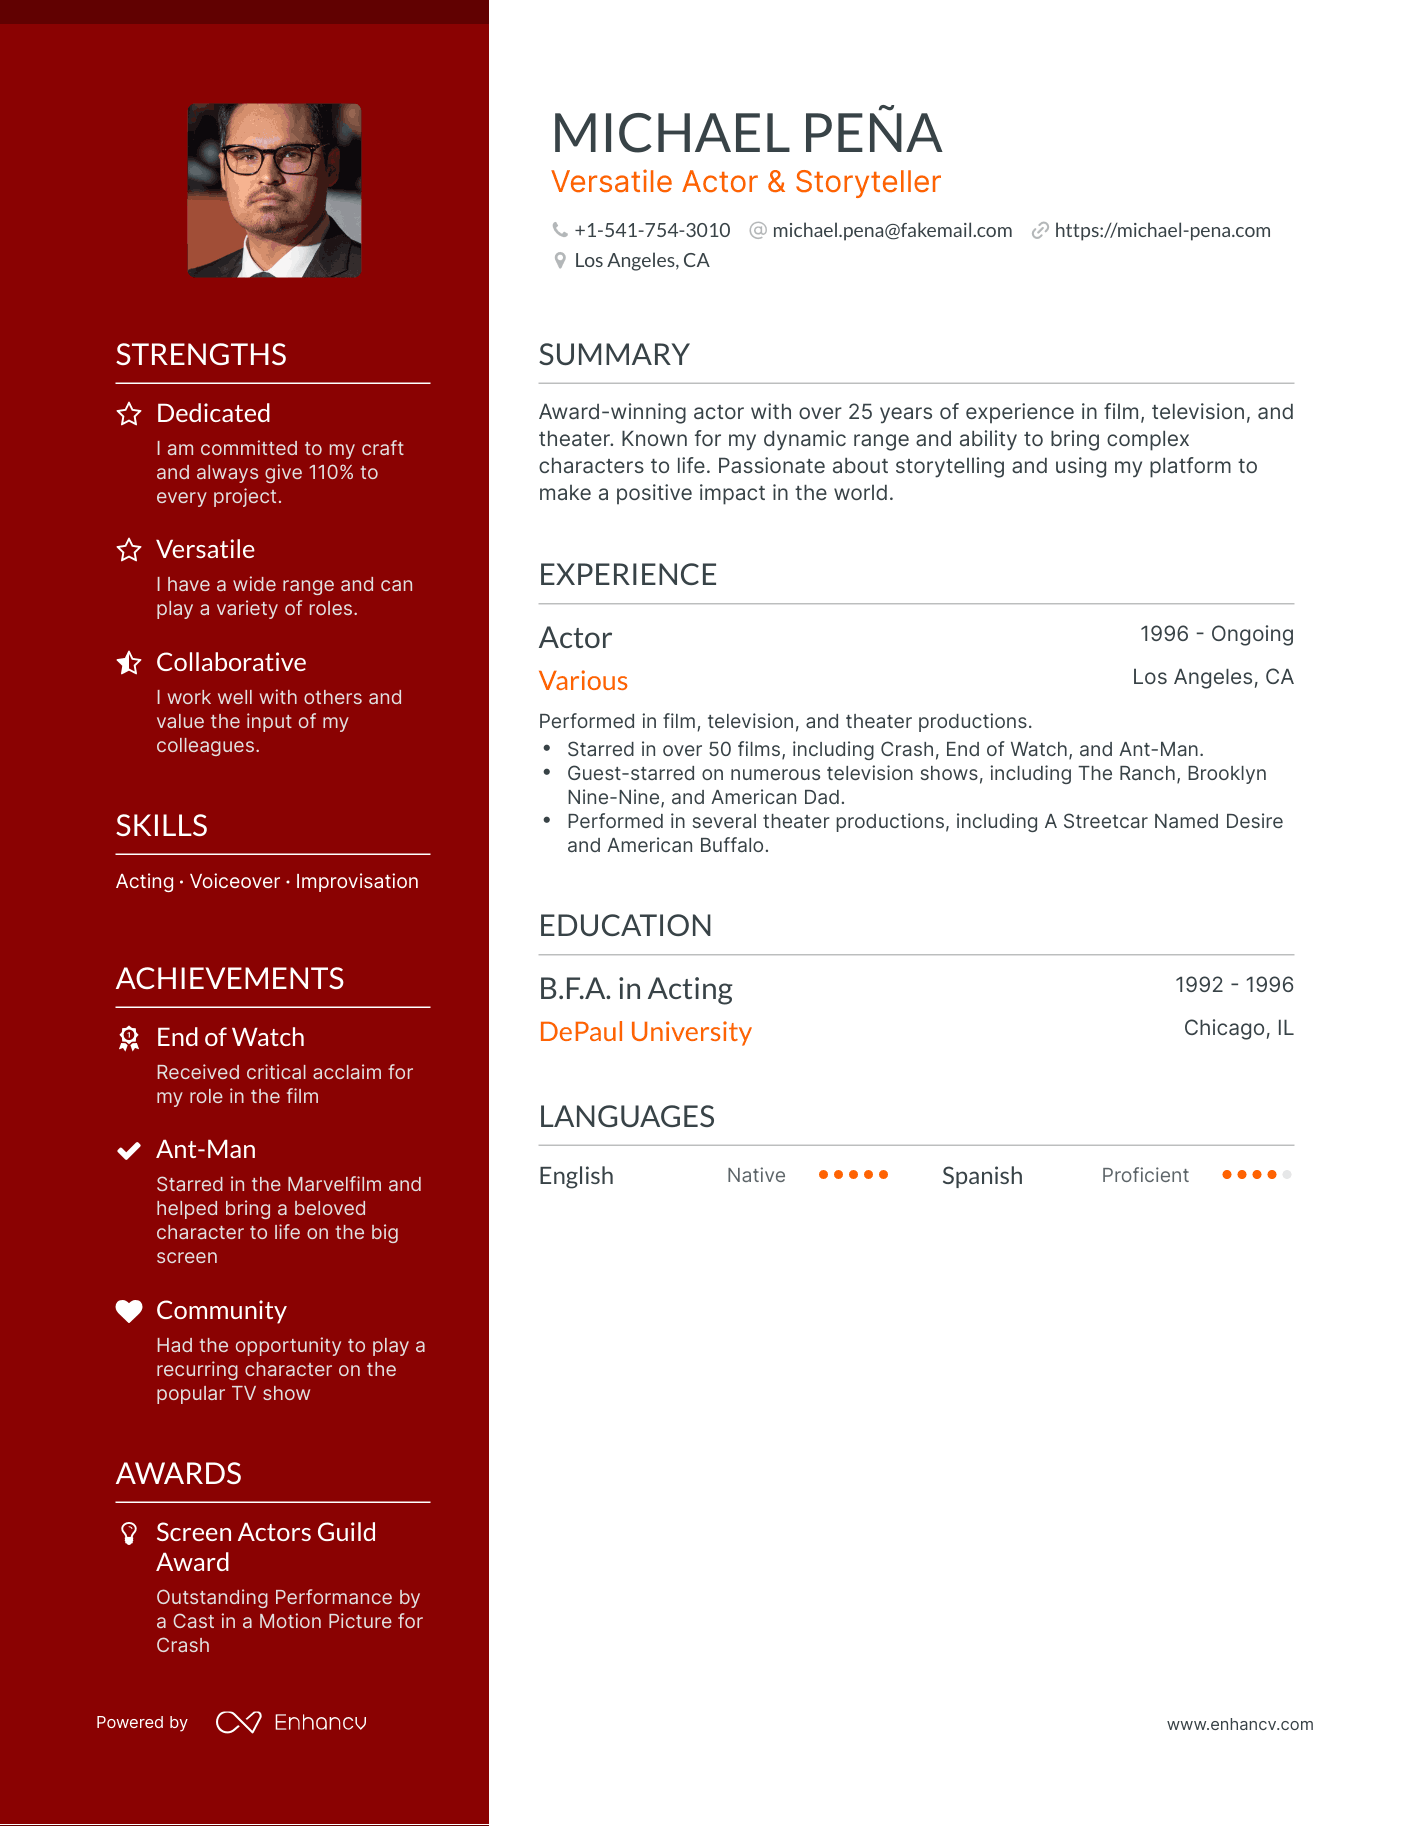 MICHAEL PEÑA
Versatile Actor & Storyteller
+1-541-754-3010 michael.pena@fakemail.com https://michael-pena.com
Los Angeles, CA
STRENGTHS
Dedicated
I am committed to my craft
and always give 110% to
every project.
Versatile
I have a wide range and can
play a variety of roles.
Collaborative
I work well with others and
value the input of my
colleagues.
SKILLS
Acting · Voiceover · Improvisation
ACHIEVEMENTS
End of Watch
Received critical acclaim for
my role in the film
Ant-Man
Starred in the Marvelfilm and
helped bring a beloved
character to life on the big
screen
Community
Had the opportunity to play a
recurring character on the
popular TV show
AWARDS
Screen Actors Guild
Award
Outstanding Performance by
a Cast in a Motion Picture for
Crash
SUMMARY
Award-winning actor with over 25 years of experience in film, television, and
theater. Known for my dynamic range and ability to bring complex
characters to life. Passionate about storytelling and using my platform to
make a positive impact in the world.
EXPERIENCE
Actor 1996 - Ongoing
Various Los Angeles, CA
Performed in film, television, and theater productions.
• Starred in over 50 films, including Crash, End of Watch, and Ant-Man.
• Guest-starred on numerous television shows, including The Ranch, Brooklyn
Nine-Nine, and American Dad.
• Performed in several theater productions, including A Streetcar Named Desire
and American Buffalo.
EDUCATION
B.F.A. in Acting 1992 - 1996
DePaul University Chicago, IL
LANGUAGES
English Native Spanish Proficient
Powered by Enhancv
www.enhancv.com